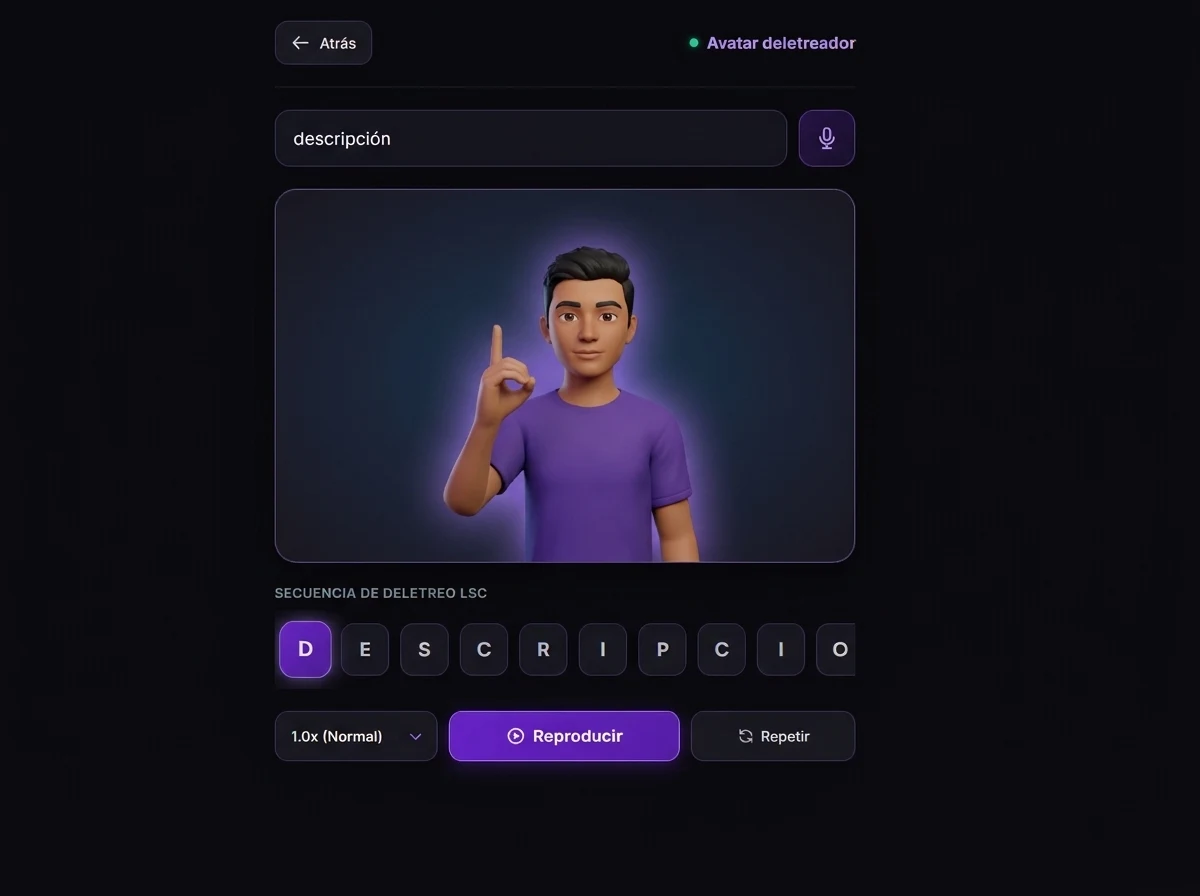 Atrás
Avatar deletreador
descripción
SECUENCIA DE DELETREO LSC
D E S C R I P C I O
1.0x (Normal)
Reproducir
Repetir